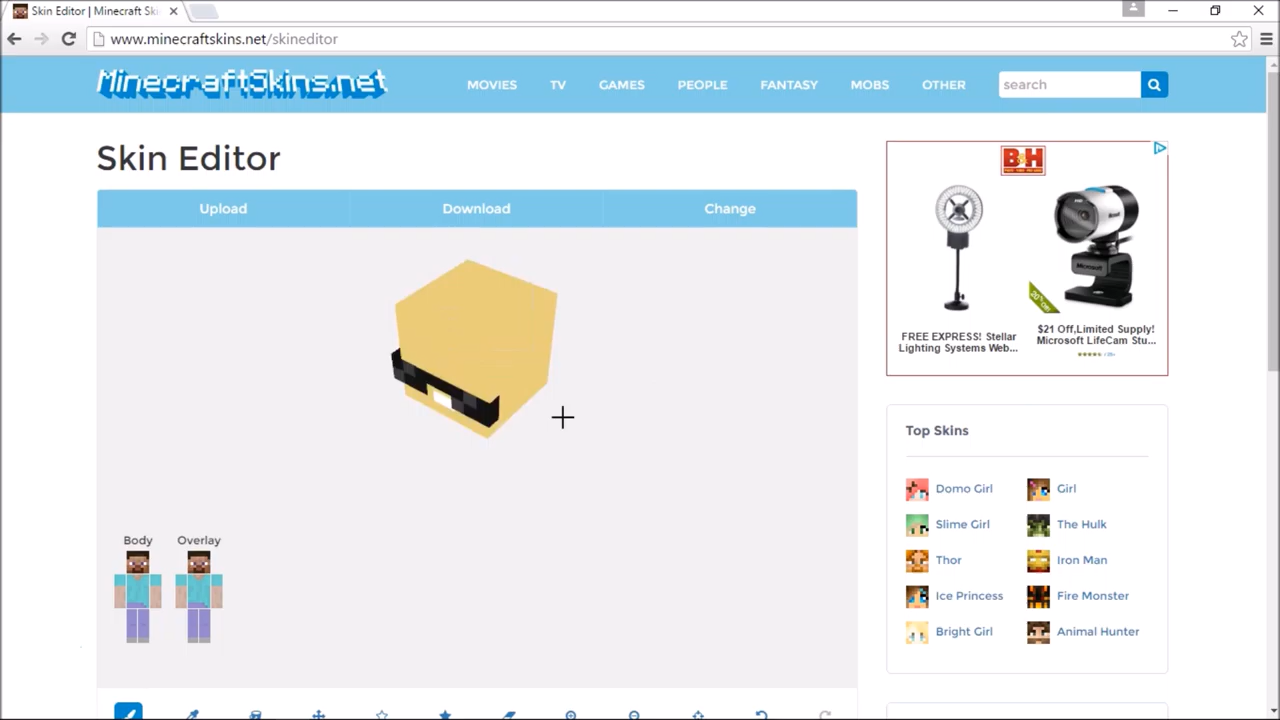 Skin Editor | Minecraft Ski
www.minecraftskins.net/skineditor
MinecraftSkins.net
MOVIES TV GAMES PEOPLE FANTASY MOBS OTHER search
Skin Editor
Upload Download Change
B&H
FREE EXPRESS! Stellar
Lighting Systems Web...
20% OFF
Microsoft
$21 Off,Limited Supply!
Microsoft LifeCam Stu...
Top Skins
Domo Girl Girl
Slime Girl The Hulk
Thor Iron Man
Ice Princess Fire Monster
Bright Girl Animal Hunter
Body Overlay